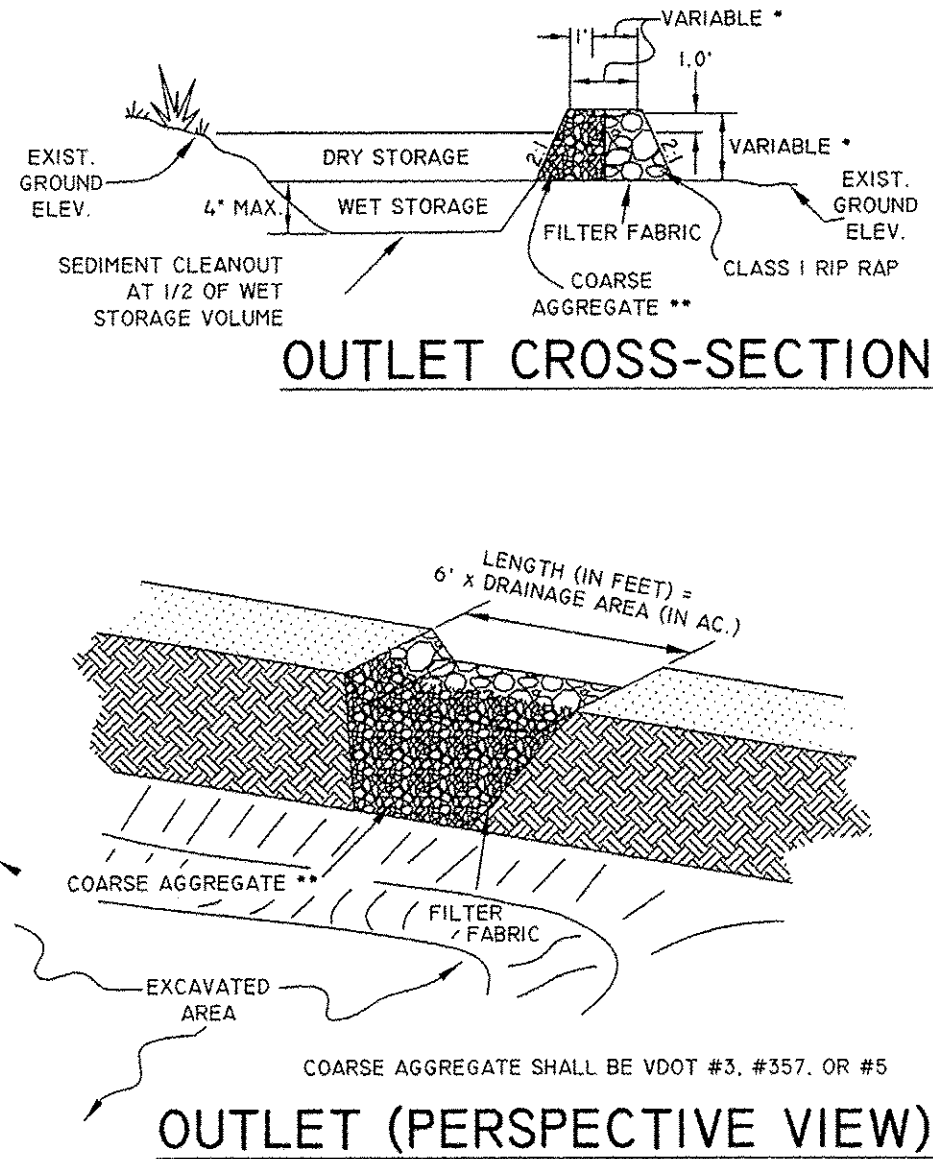 VARIABLE *
1'
1.0'
EXIST.
GROUND
ELEV.
DRY STORAGE
2:1
2:1
VARIABLE *
4" MAX.
WET STORAGE
FILTER FABRIC
EXIST.
GROUND
ELEV.
SEDIMENT CLEANOUT
AT 1/2 OF WET
STORAGE VOLUME
COARSE
AGGREGATE **
CLASS I RIP RAP
OUTLET CROSS-SECTION
LENGTH (IN FEET) =
6' x DRAINAGE AREA (IN AC.)
COARSE AGGREGATE **
FILTER
FABRIC
EXCAVATED
AREA
COARSE AGGREGATE SHALL BE VDOT #3, #357, OR #5
OUTLET (PERSPECTIVE VIEW)